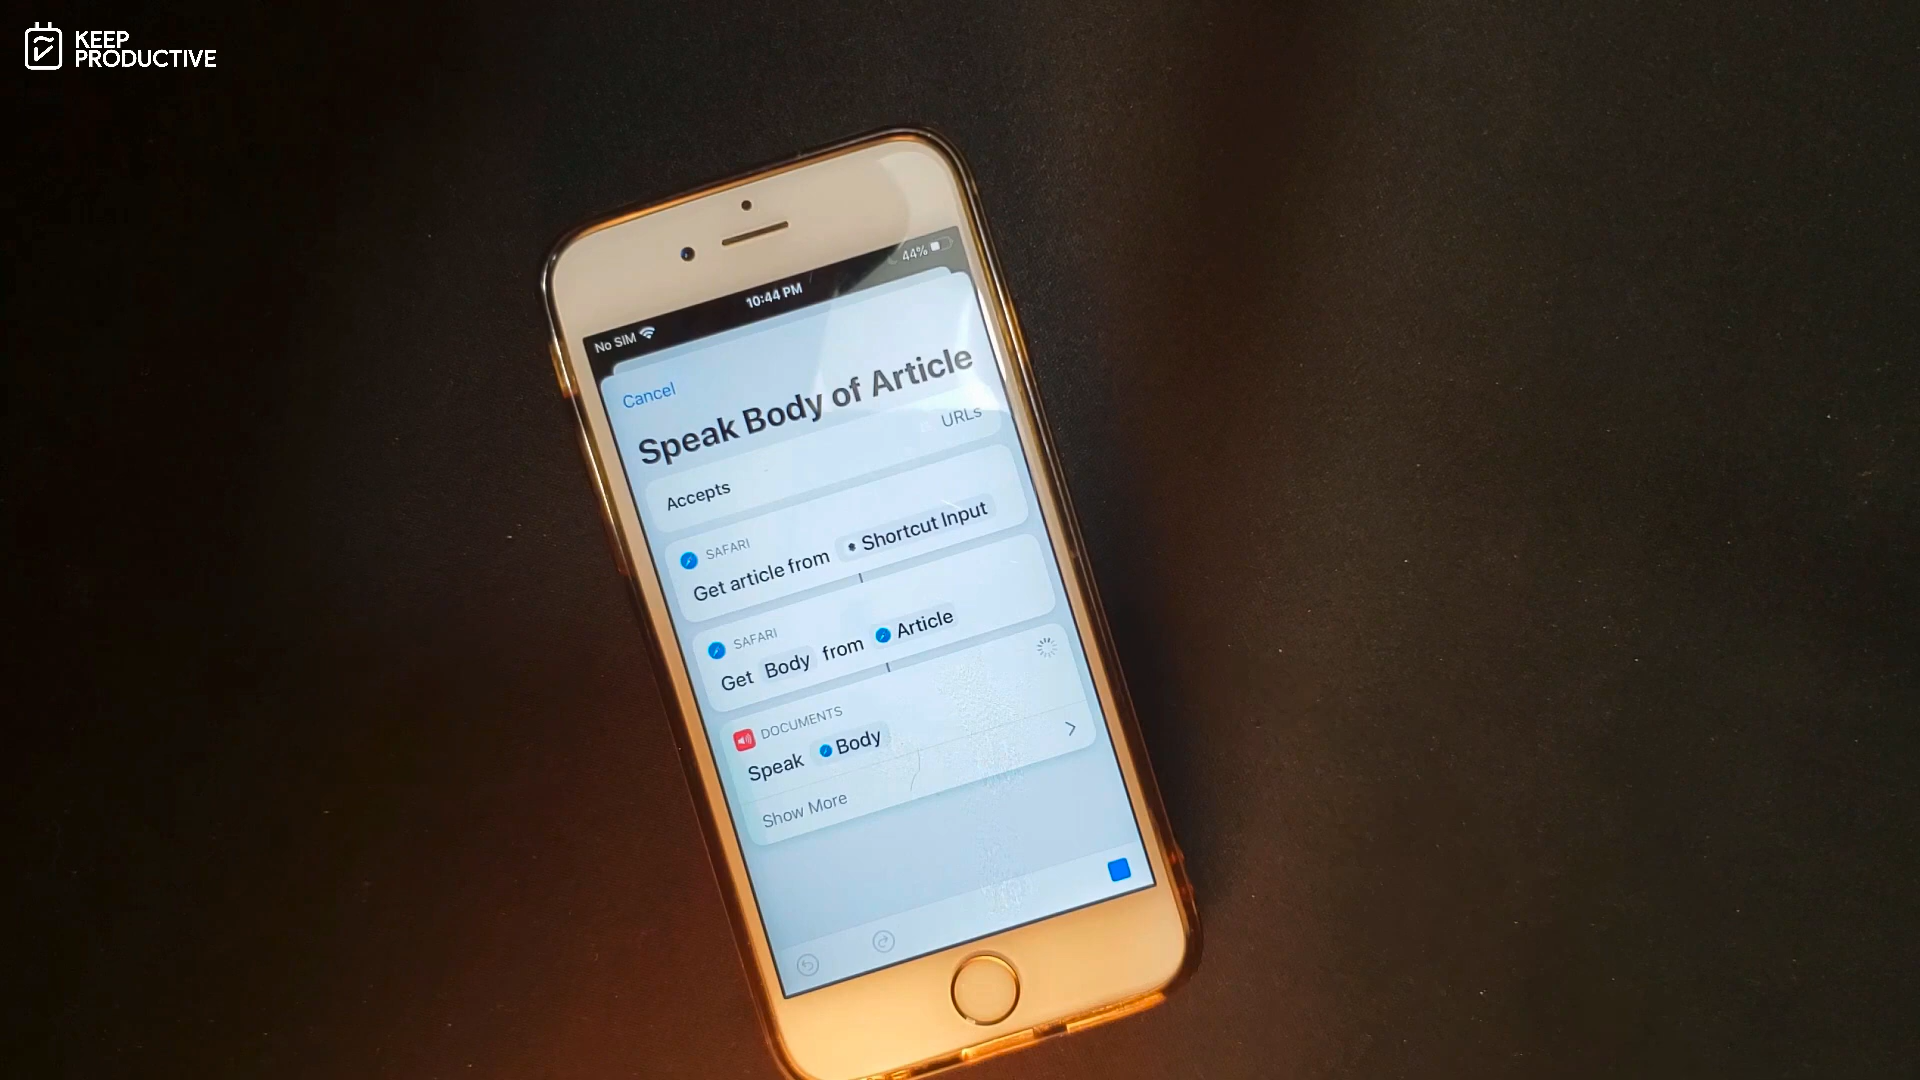 KEEP
PRODUCTIVE
No SIM 10:44 PM 44%
Cancel
Speak Body of Article
Accepts URLs
SAFARI
Get article from Shortcut Input
SAFARI
Get Body from Article
DOCUMENTS
Speak Body
Show More